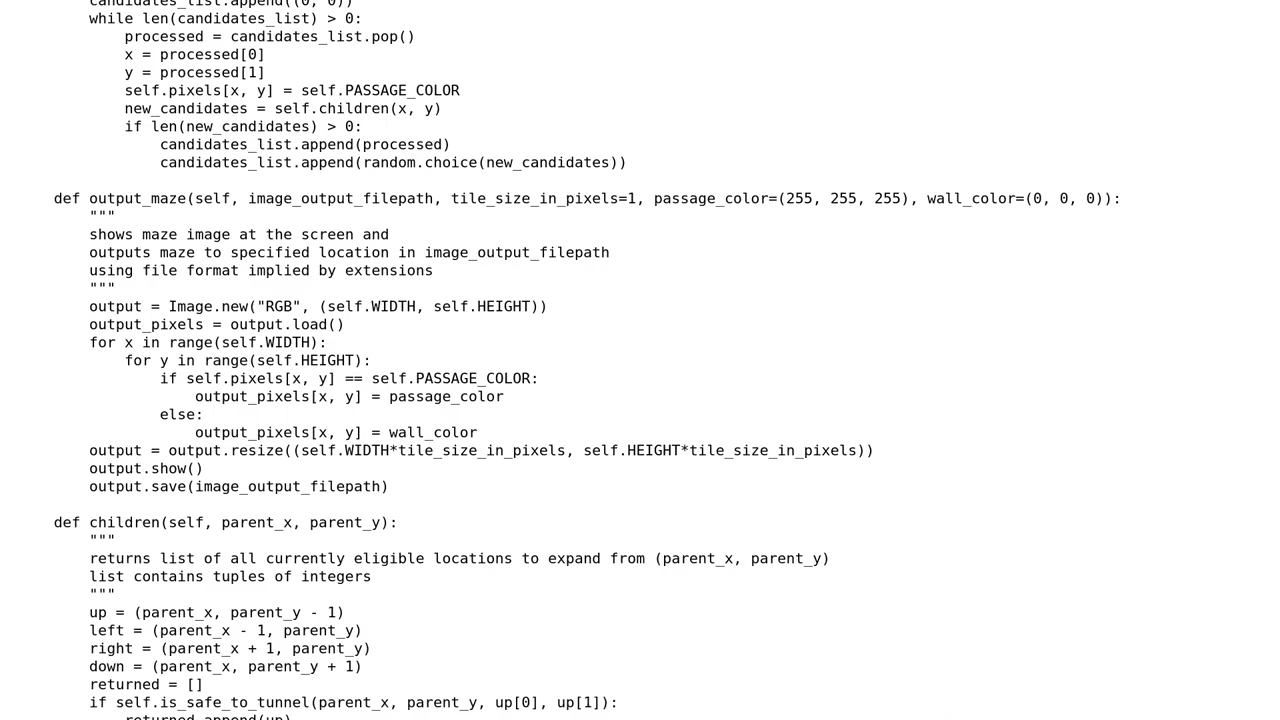 candidates_list.append((0, 0))
while len(candidates_list) > 0:
processed = candidates_list.pop()
x = processed[0]
y = processed[1]
self.pixels[x, y] = self.PASSAGE_COLOR
new_candidates = self.children(x, y)
if len(new_candidates) > 0:
candidates_list.append(processed)
candidates_list.append(random.choice(new_candidates))
def output_maze(self, image_output_filepath, tile_size_in_pixels=1, passage_color=(255, 255, 255), wall_color=(0, 0, 0)):
"""
shows maze image at the screen and
outputs maze to specified location in image_output_filepath
using file format implied by extensions
"""
output = Image.new("RGB", (self.WIDTH, self.HEIGHT))
output_pixels = output.load()
for x in range(self.WIDTH):
for y in range(self.HEIGHT):
if self.pixels[x, y] == self.PASSAGE_COLOR:
output_pixels[x, y] = passage_color
else:
output_pixels[x, y] = wall_color
output = output.resize((self.WIDTH*tile_size_in_pixels, self.HEIGHT*tile_size_in_pixels))
output.show()
output.save(image_output_filepath)
def children(self, parent_x, parent_y):
"""
returns list of all currently eligible locations to expand from (parent_x, parent_y)
list contains tuples of integers
"""
up = (parent_x, parent_y - 1)
left = (parent_x - 1, parent_y)
right = (parent_x + 1, parent_y)
down = (parent_x, parent_y + 1)
returned = []
if self.is_safe_to_tunnel(parent_x, parent_y, up[0], up[1]):
returned.append(up)